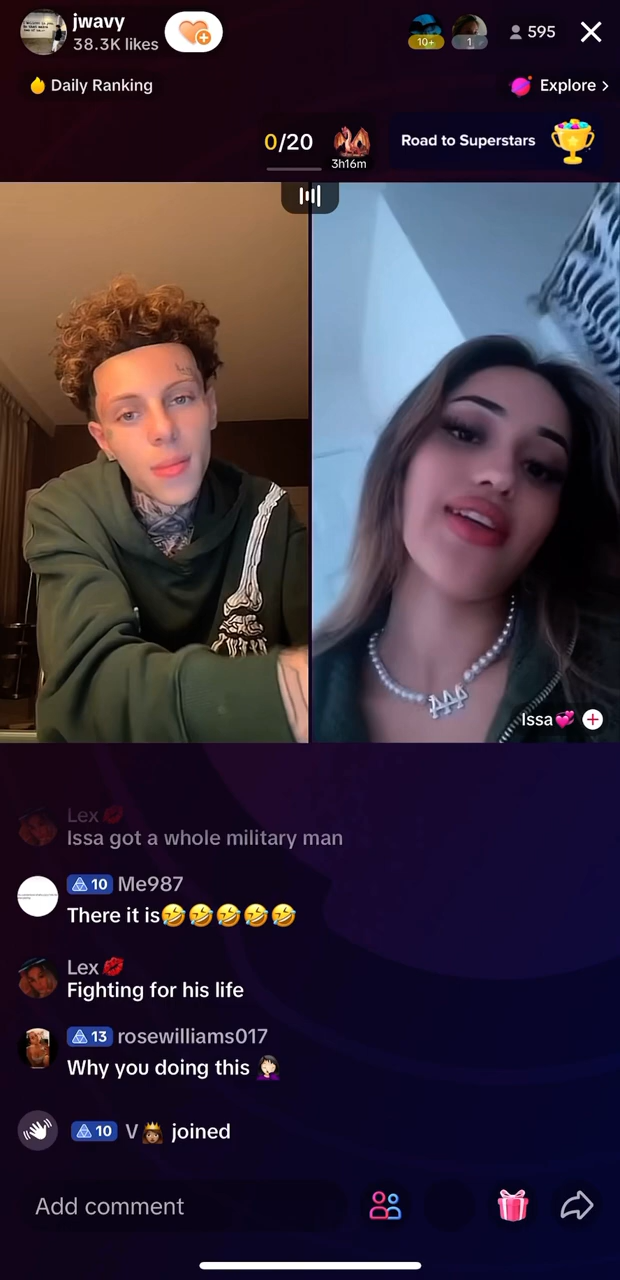 jwavy
38.3K likes
10+
1
595
Daily Ranking
Explore >
0/20
3h16m
Road to Superstars
Issa💞
Lex💋
Issa got a whole military man
10 Me987
There it is🤣🤣🤣🤣🤣
Lex💋
Fighting for his life
13 rosewilliams017
Why you doing this 🤦🏻‍♀️
10 V👸🏾 joined
Add comment